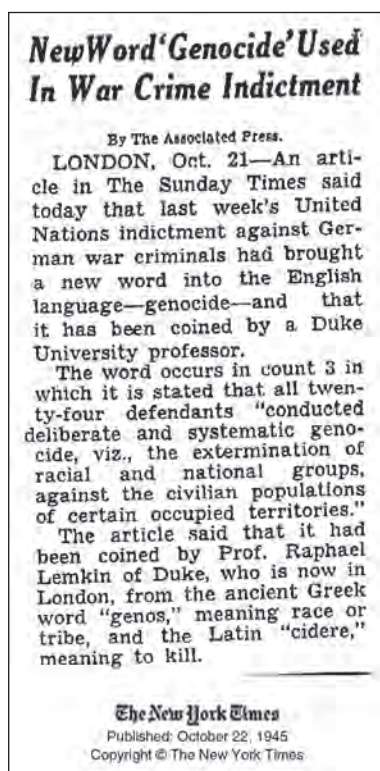 New Word 'Genocide' Used
In War Crime Indictment
By The Associated Press.
LONDON, Oct. 21—An arti-
cle in The Sunday Times said
today that last week's United
Nations indictment against Ger-
man war criminals had brought
a new word into the English
language—genocide—and that
it has been coined by a Duke
University professor.
The word occurs in count 3 in
which it is stated that all twen-
ty-four defendants "conducted
deliberate and systematic geno-
cide, viz., the extermination of
racial and national groups,
against the civilian populations
of certain occupied territories."
The article said that it had
been coined by Prof. Raphael
Lemkin of Duke, who is now in
London, from the ancient Greek
word "genos," meaning race or
tribe, and the Latin "cidere,"
meaning to kill.
The New York Times
Published: October 22, 1945
Copyright © The New York Times